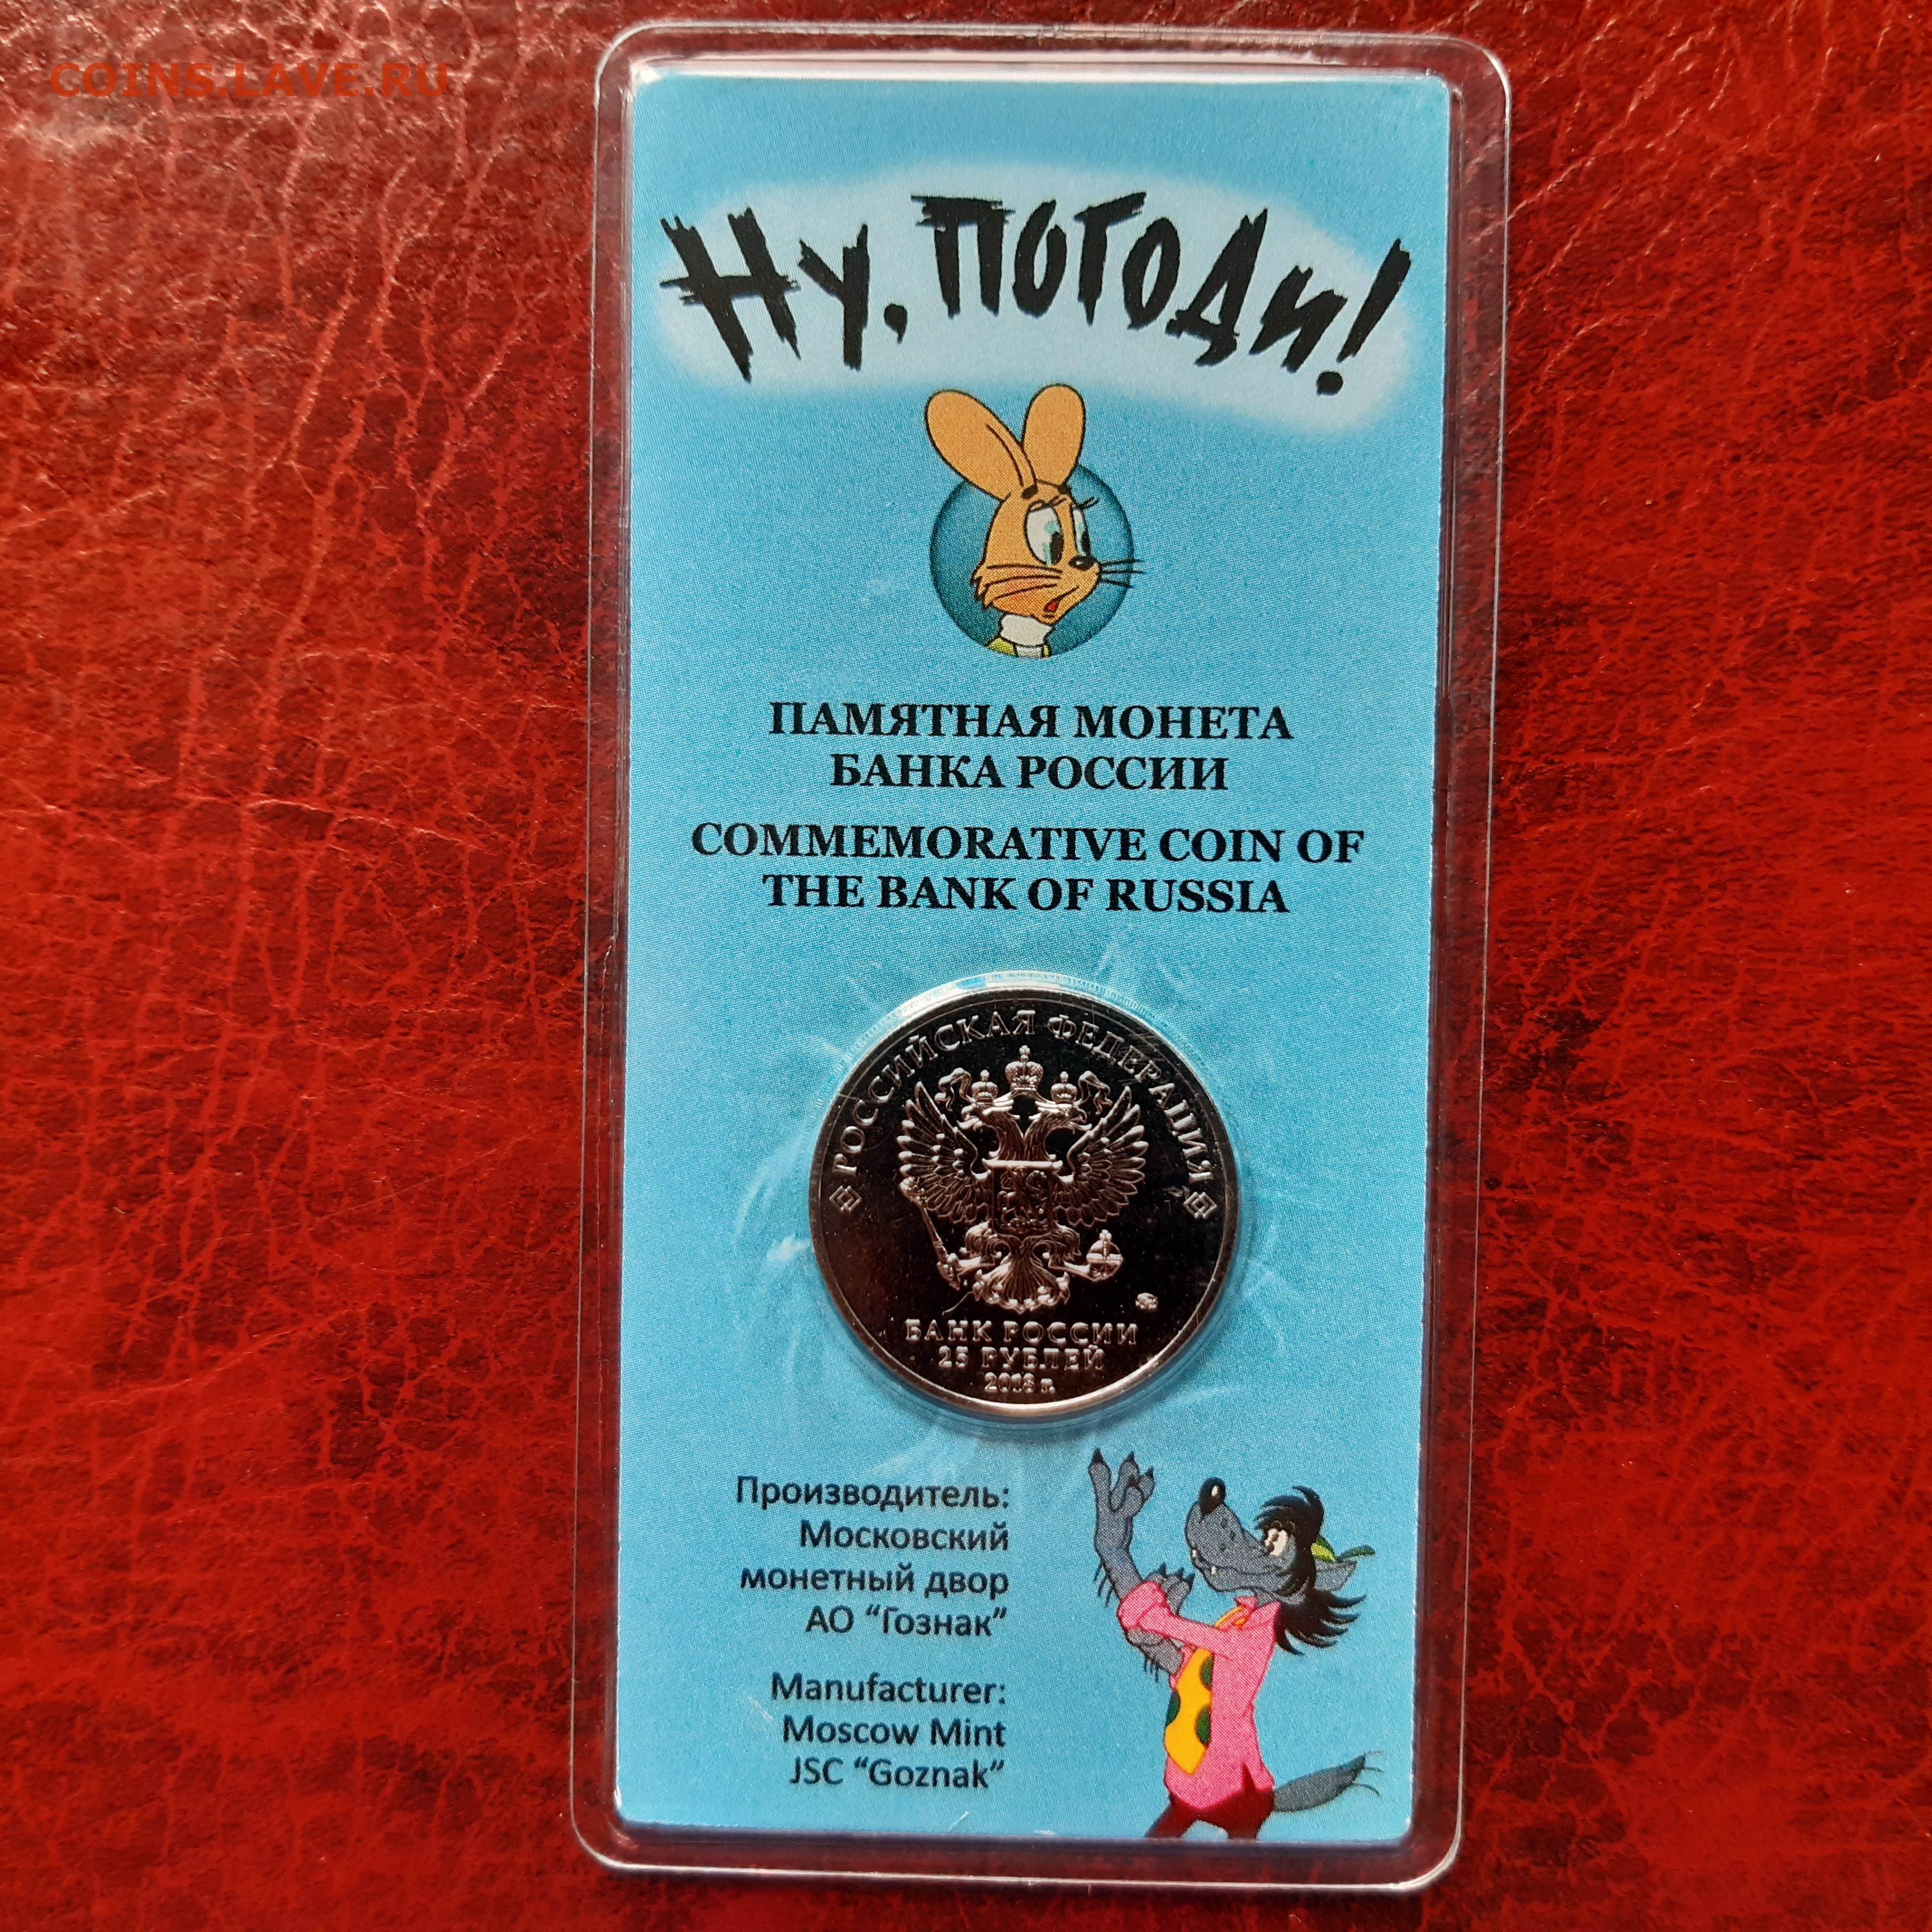 COINS.LAVE.RU
Ну, погоди!
ПАМЯТНАЯ МОНЕТА
БАНКА РОССИИ
COMMEMORATIVE COIN OF
THE BANK OF RUSSIA
РОССИЙСКАЯ ФЕДЕРАЦИЯ
БАНК РОССИИ
25 РУБЛЕЙ
2018 г.
Производитель:
Московский
монетный двор
АО “Гознак”
Manufacturer:
Moscow Mint
JSC “Goznak”